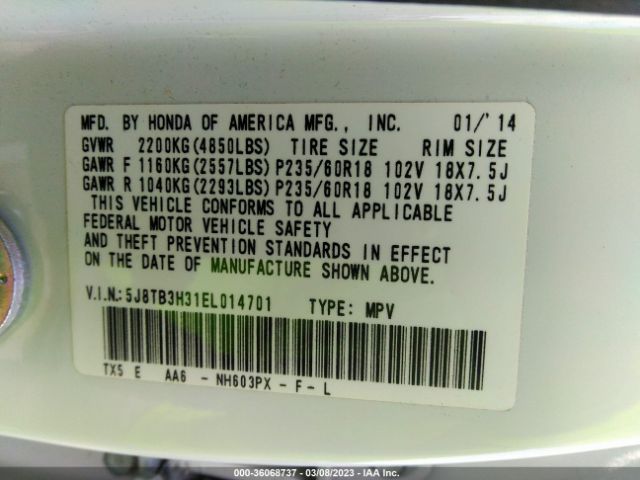 MFD. BY HONDA OF AMERICA MFG., INC. 01/'14
GVWR 2200KG(4850LBS) TIRE SIZE RIM SIZE
GAWR F 1160KG(2557LBS)P235/60R18 102V 18X7.5J
GAWR R 1040KG(2293LBS)P235/60R18 102V 18X7.5J
THIS VEHICLE CONFORMS TO ALL APPLICABLE
FEDERAL MOTOR VEHICLE SAFETY
AND THEFT PREVENTION STANDARDS IN EFFECT
ON THE DATE OF MANUFACTURE SHOWN ABOVE.
V.I.N.:5J8TB3H31EL014701 TYPE: MPV
TX5 E AA6 - NH603PX - F - L
000-36068737 - 03/08/2023 - IAA Inc.